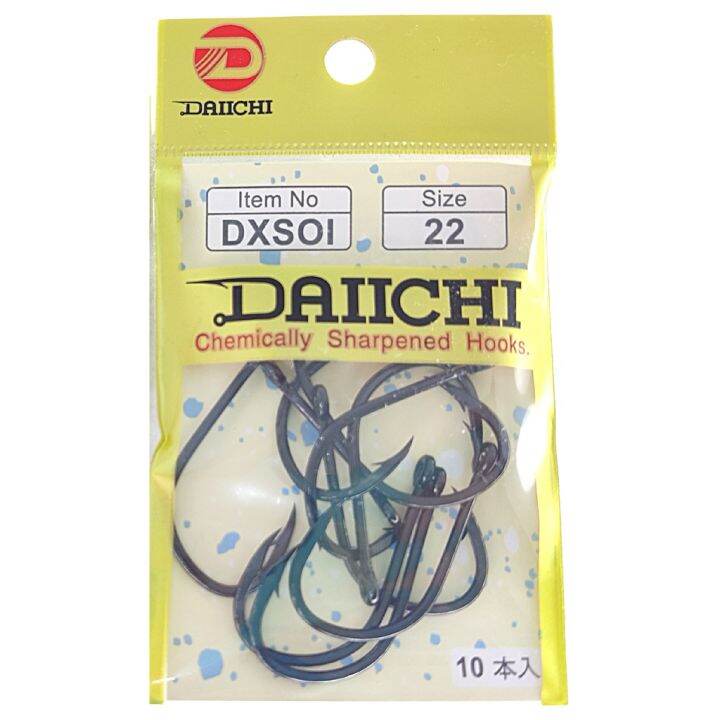 DAIICHI
Item No
DXSOI
Size
22
DAIICHI
Chemically Sharpened Hooks.
10 本入